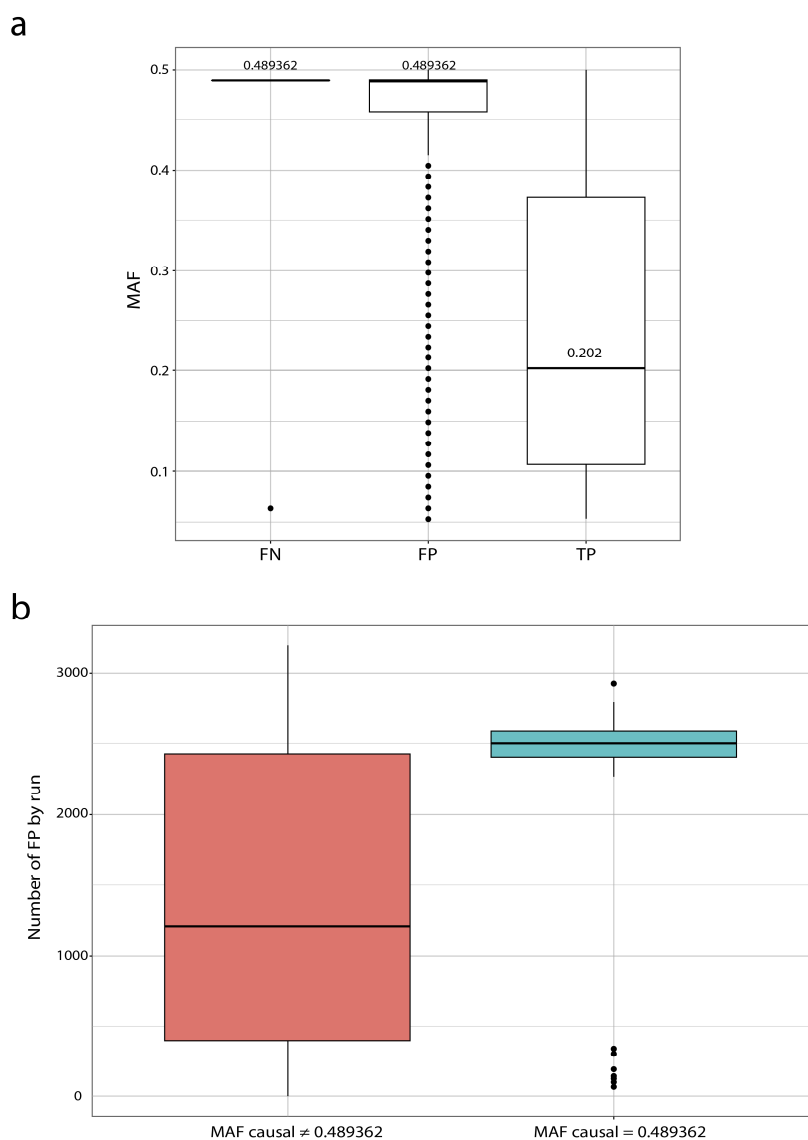 a
0.489362
0.489362
0.202
0.5
0.4
0.3
0.2
0.1
MAF
FN
FP
TP
b
3000
2000
1000
0
Number of FP by run
MAF causal ≠ 0.489362
MAF causal = 0.489362